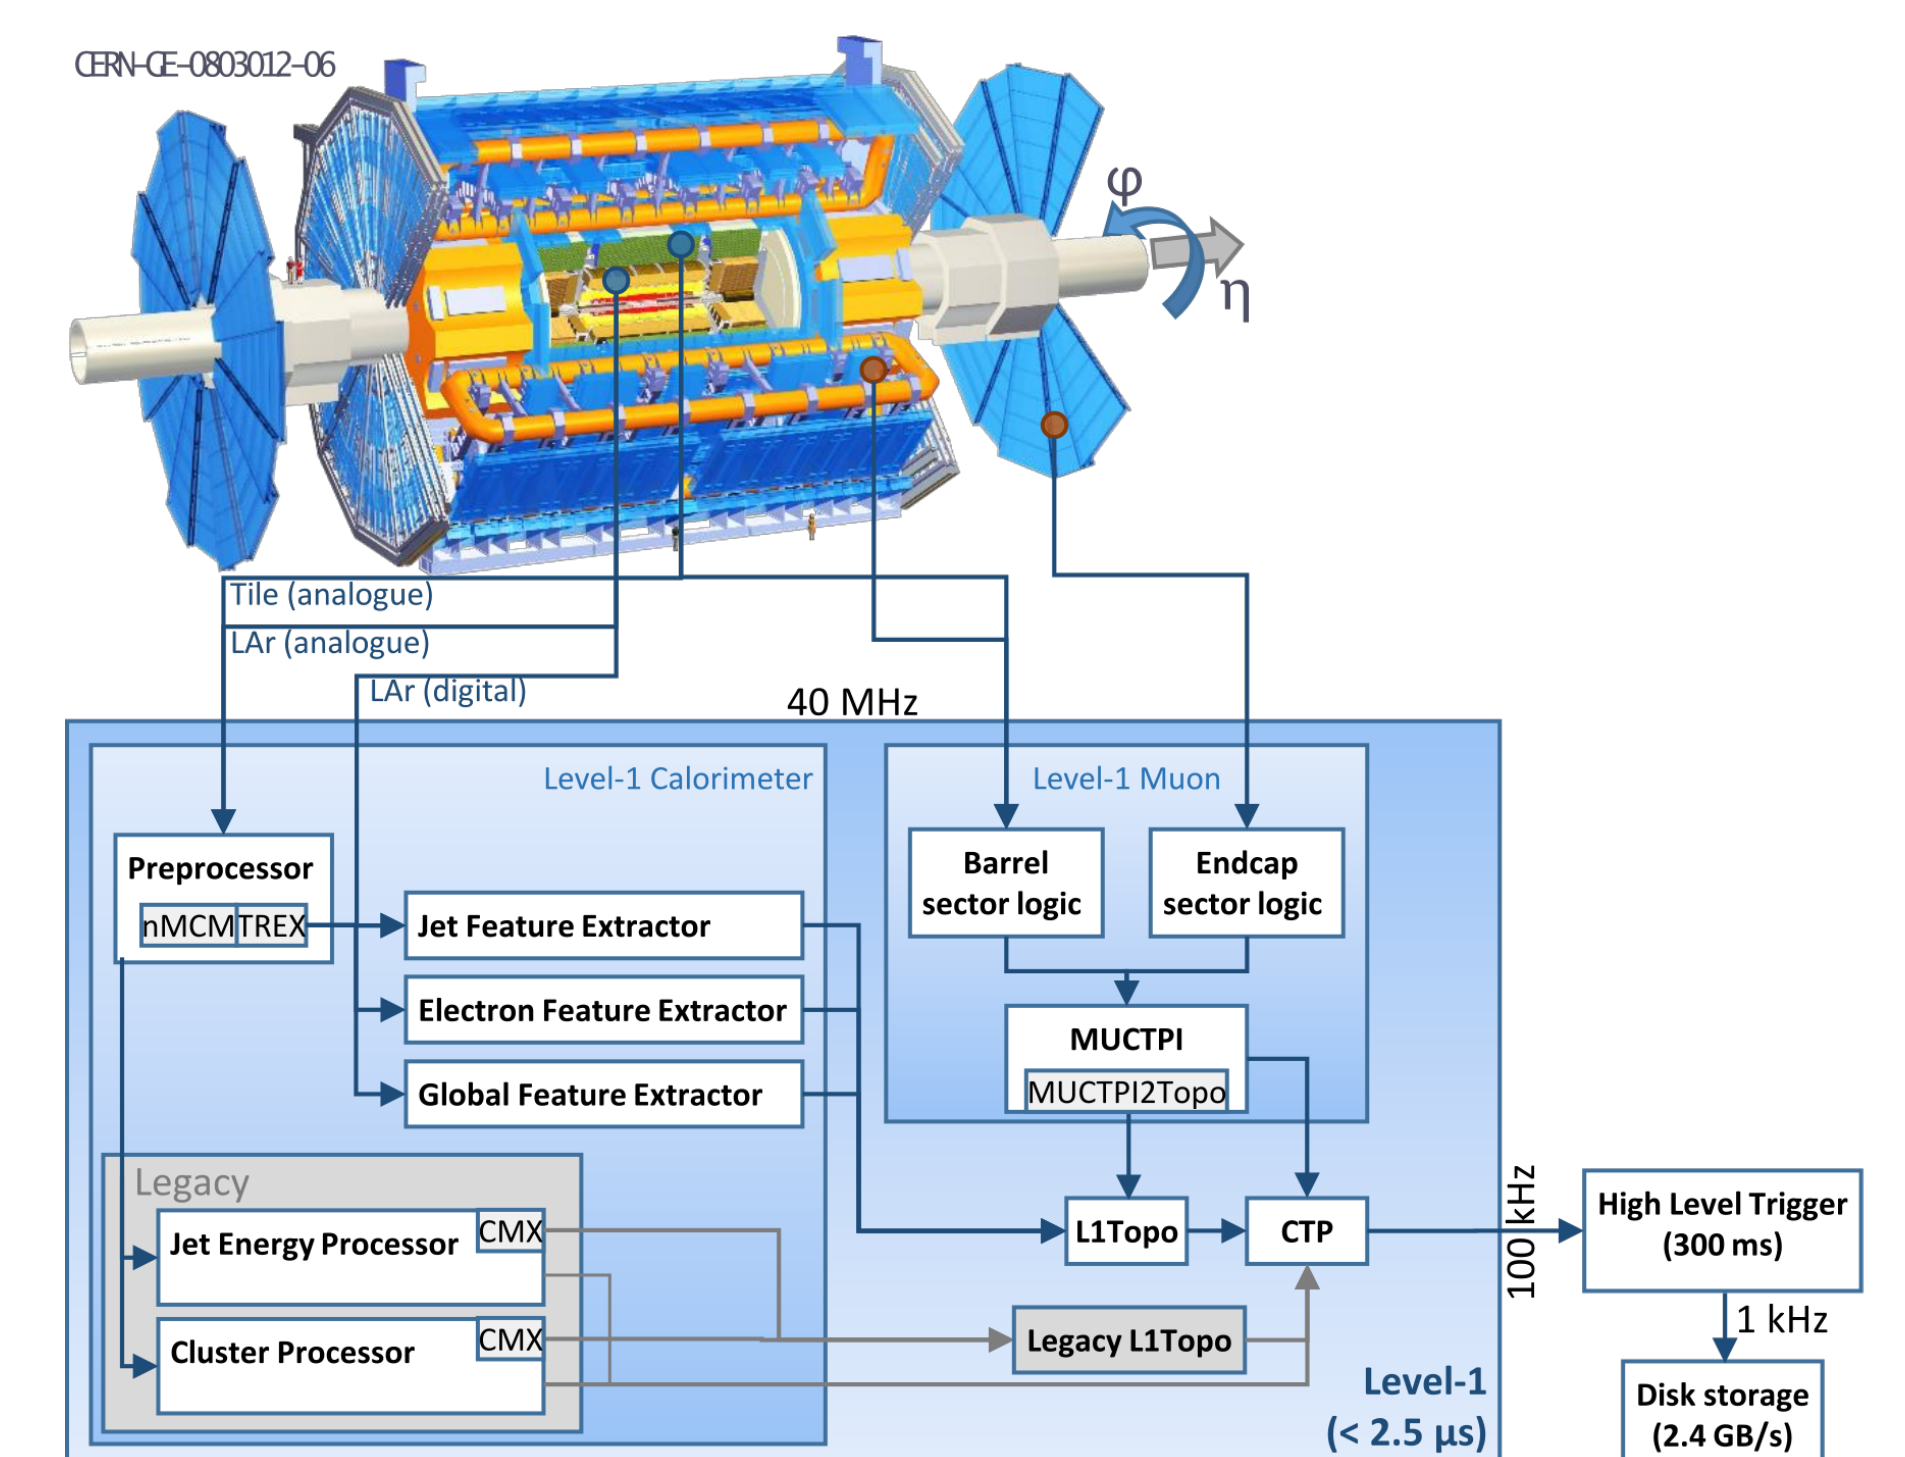 CERN-GE-0803012-06
φ
η
Tile (analogue)
LAr (analogue)
LAr (digital)
40 MHz
Level-1 Calorimeter
Level-1 Muon
Preprocessor
nMCM TREX
Jet Feature Extractor
Electron Feature Extractor
Global Feature Extractor
Barrel
sector logic
Endcap
sector logic
MUCTPI
MUCTPI2Topo
Legacy
Jet Energy Processor
CMX
Cluster Processor
CMX
L1Topo
CTP
Legacy L1Topo
Level-1
(< 2.5 μs)
100 kHz
High Level Trigger
(300 ms)
1 kHz
Disk storage
(2.4 GB/s)